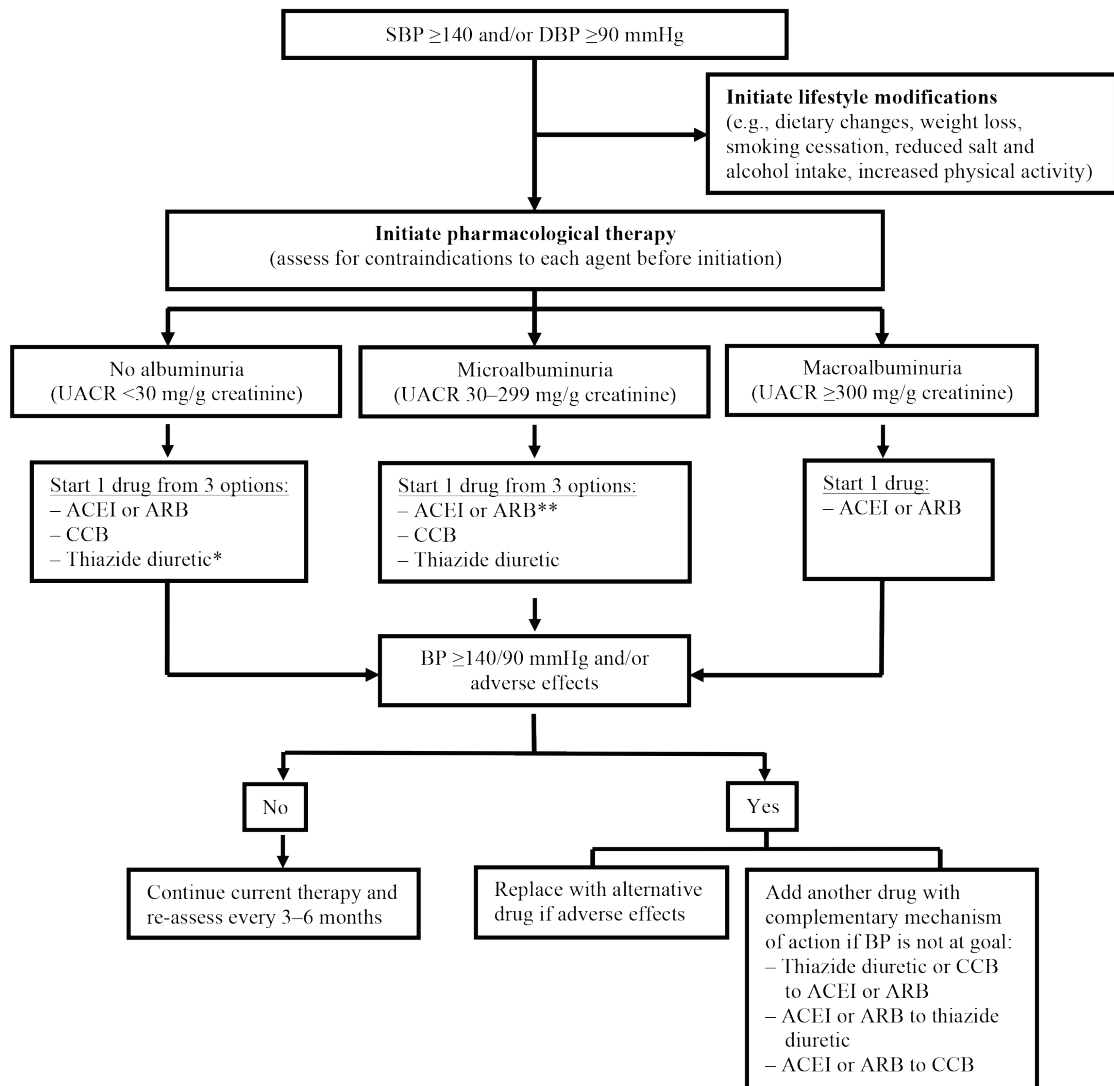 SBP ≥140 and/or DBP ≥90 mmHg
Initiate lifestyle modifications
(e.g., dietary changes, weight loss,
smoking cessation, reduced salt and
alcohol intake, increased physical activity)
Initiate pharmacological therapy
(assess for contraindications to each agent before initiation)
No albuminuria
(UACR <30 mg/g creatinine)
Microalbuminuria
(UACR 30–299 mg/g creatinine)
Macroalbuminuria
(UACR ≥300 mg/g creatinine)
Start 1 drug from 3 options:
– ACEI or ARB
– CCB
– Thiazide diuretic*
Start 1 drug from 3 options:
– ACEI or ARB**
– CCB
– Thiazide diuretic
Start 1 drug:
– ACEI or ARB
BP ≥140/90 mmHg and/or
adverse effects
No
Yes
Continue current therapy and
re-assess every 3–6 months
Replace with alternative
drug if adverse effects
Add another drug with
complementary mechanism
of action if BP is not at goal:
– Thiazide diuretic or CCB
to ACEI or ARB
– ACEI or ARB to thiazide
diuretic
– ACEI or ARB to CCB